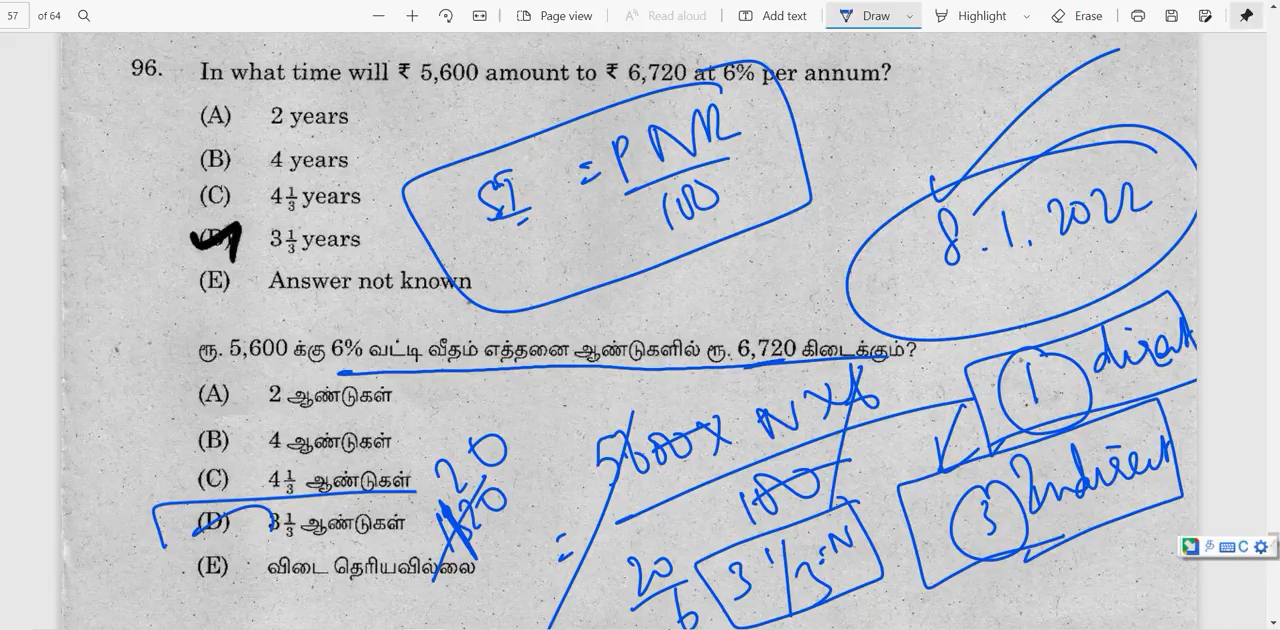 57 of 64 Page view Read aloud Add text Draw Highlight Erase
96. In what time will ₹ 5,600 amount to ₹ 6,720 at 6% per annum?
(A) 2 years
(B) 4 years
(C) 4 1/3 years
(D) 3 1/3 years
(E) Answer not known
SI = PNR
100
8.1.2022
ரூ. 5,600 க்கு 6% வட்டி வீதம் எத்தனை ஆண்டுகளில் ரூ. 6,720 கிடைக்கும்?
(A) 2 ஆண்டுகள்
(B) 4 ஆண்டுகள்
(C) 4 1/3 ஆண்டுகள்
(D) 3 1/3 ஆண்டுகள்
(E) விடை தெரியவில்லை
1 direct
3 Indirect
20
1120
= 5600 × N × 6
100
20
6
3 1/3 = N